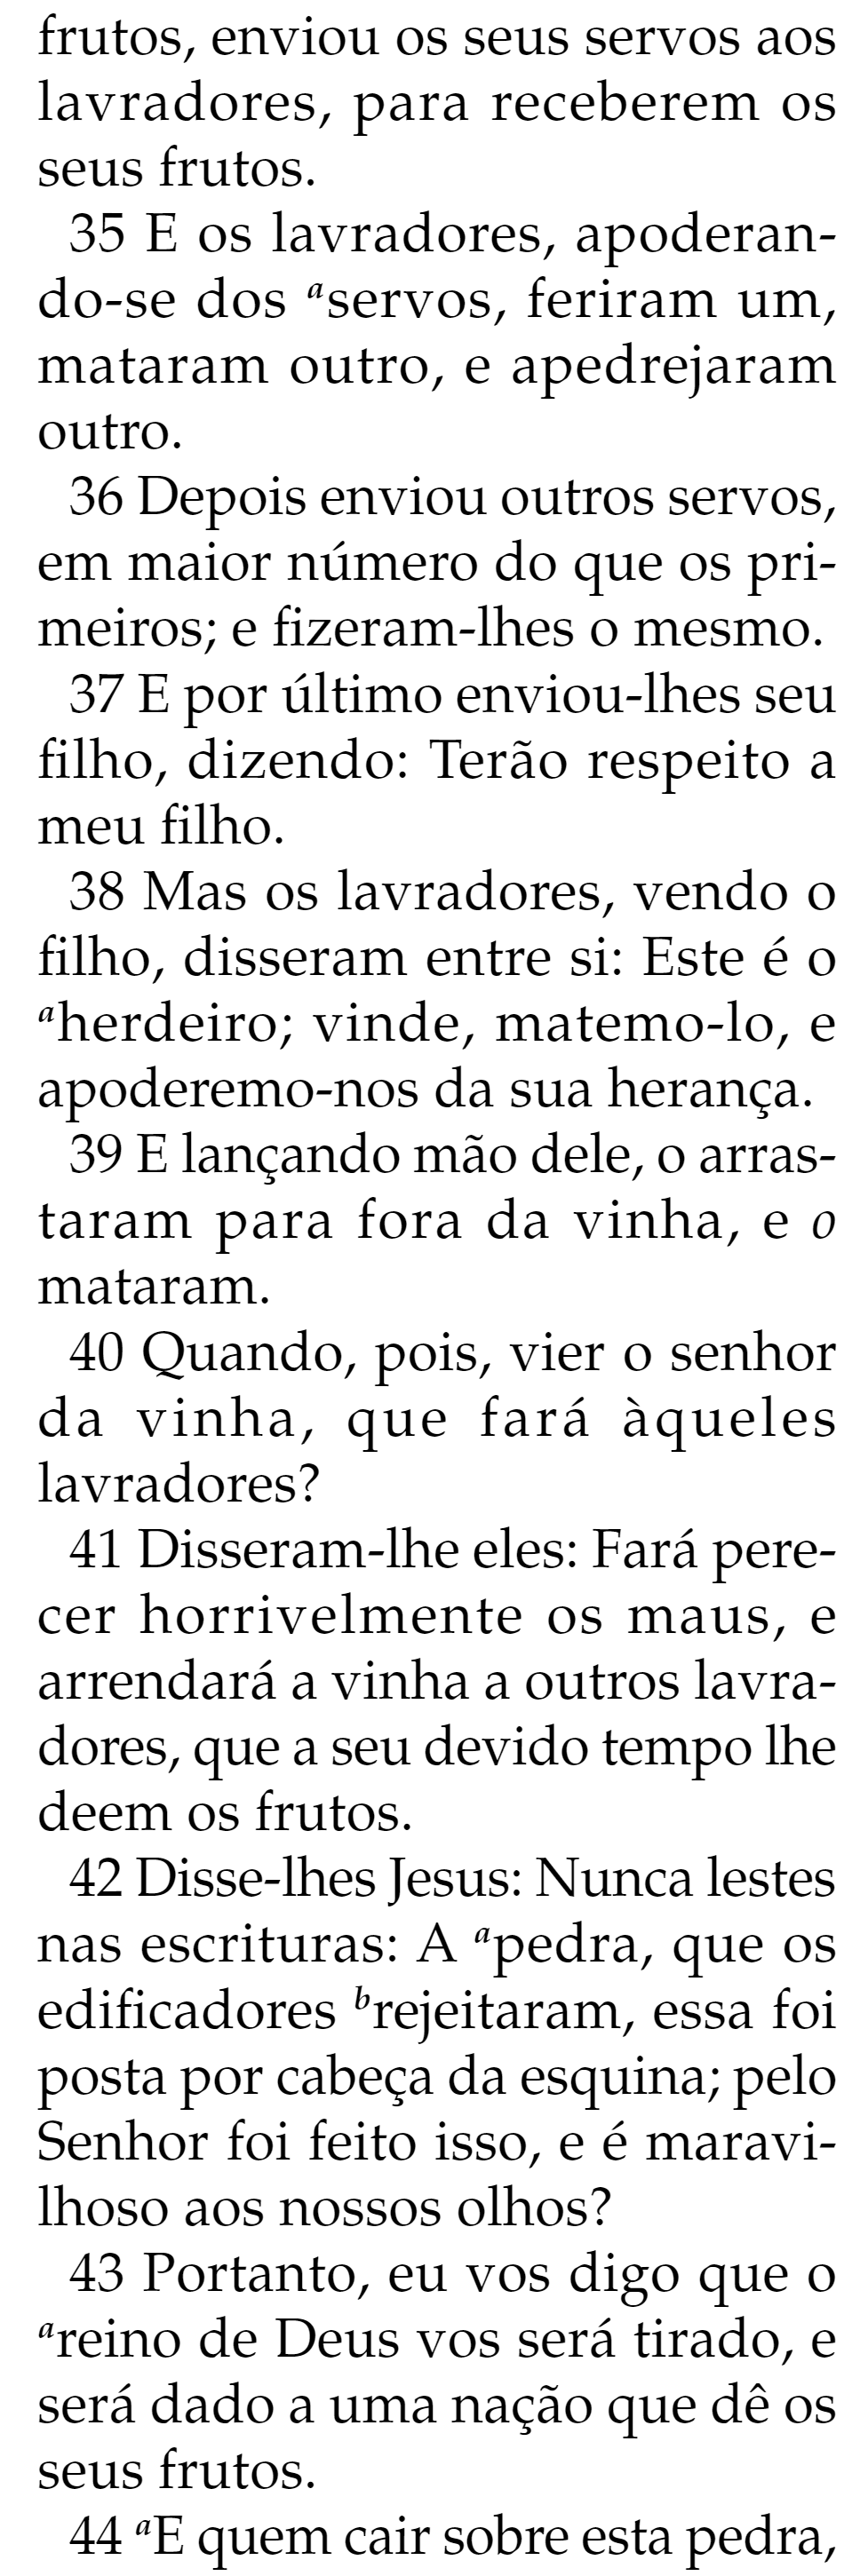 frutos, enviou os seus servos aos
lavradores, para receberem os
seus frutos.
35 E os lavradores, apoderan-
do-se dos ªservos, feriram um,
mataram outro, e apedrejaram
outro.
36 Depois enviou outros servos,
em maior número do que os pri-
meiros; e fizeram-lhes o mesmo.
37 E por último enviou-lhes seu
filho, dizendo: Terão respeito a
meu filho.
38 Mas os lavradores, vendo o
filho, disseram entre si: Este é o
ªherdeiro; vinde, matemo-lo, e
apoderemo-nos da sua herança.
39 E lançando mão dele, o arras-
taram para fora da vinha, e o
mataram.
40 Quando, pois, vier o senhor
da vinha, que fará àqueles
lavradores?
41 Disseram-lhe eles: Fará pere-
cer horrivelmente os maus, e
arrendará a vinha a outros lavra-
dores, que a seu devido tempo lhe
deem os frutos.
42 Disse-lhes Jesus: Nunca lestes
nas escrituras: A ªpedra, que os
edificadores ᵇrejeitaram, essa foi
posta por cabeça da esquina; pelo
Senhor foi feito isso, e é maravi-
lhoso aos nossos olhos?
43 Portanto, eu vos digo que o
ªreino de Deus vos será tirado, e
será dado a uma nação que dê os
seus frutos.
44 ªE quem cair sobre esta pedra,